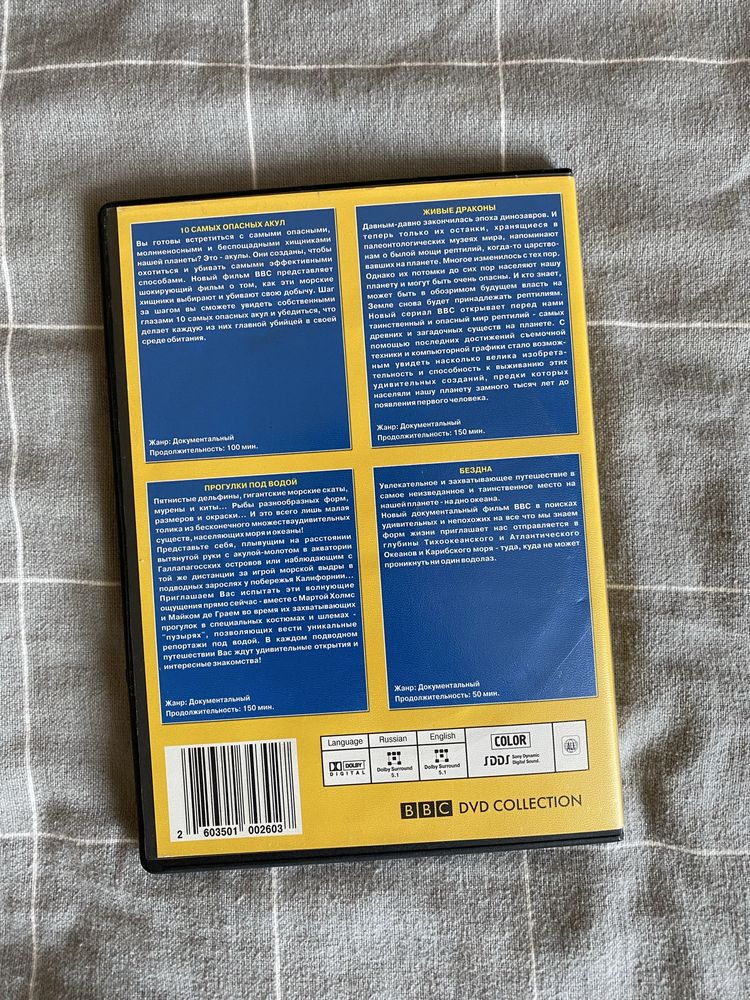 10 САМЫХ ОПАСНЫХ АКУЛ
Вы готовы встретиться с самыми опасными,
молниеносными и беспощадными хищниками
нашей планеты? Это - акулы. Они созданы, чтобы
охотиться и убивать самыми эффективными
способами. Новый фильм BBC представляет
шокирующий фильм о том, как эти морские
хищники выбирают и убивают свою добычу. Шаг
за шагом вы сможете увидеть собственными
глазами 10 самых опасных акул и убедиться, что
делает каждую из них главной убийцей в своей
среде обитания.
Жанр: Документальный
Продолжительность: 100 мин.
ЖИВЫЕ ДРАКОНЫ
Давным-давно закончилась эпоха динозавров. И
теперь только их останки, хранящиеся в
палеонтологических музеях мира, напоминают
нам о былой мощи рептилий, когда-то царство-
вавших на планете. Многое изменилось с тех пор.
Однако их потомки до сих пор населяют нашу
планету и могут быть очень опасны. И кто знает,
может быть в обозримом будущем власть на
Земле снова будет принадлежать рептилиям.
Новый сериал BBC открывает перед нами
таинственный и опасный мир рептилий - самых
древних и загадочных существ на планете. С
помощью последних достижений съемочной
техники и компьюторной графики стало возмож-
ным увидеть насколько велика изобрета-
тельность и способность к выживанию этих
удивительных созданий, предки которых
населяли нашу планету замного тысяч лет до
появления первого человека.
Жанр: Документальный
Продолжительность: 150 мин.
ПРОГУЛКИ ПОД ВОДОЙ
Пятнистые дельфины, гигантские морские скаты,
мурены и киты... Рыбы разнообразных форм,
размеров и окраски... И это всего лишь малая
толика из бесконечного множества удивительных
существ, населяющих моря и океаны!
Представьте себя, плывущим на расстоянии
вытянутой руки с акулой-молотом в акватории
Галлапагосских островов или наблюдающим с
той же дистанции за игрой морской выдры в
подводных зарослях у побережья Калифорнии...
Приглашаем Вас испытать эти волнующие
ощущения прямо сейчас - вместе с Мартой Холмс
и Майком де Граем во время их захватывающих
прогулок в специальных костюмах и шлемах -
"пузырях", позволяющих вести уникальные
репортажи под водой. В каждом подводном
путешествии Вас ждут удивительные открытия и
интересные знакомства!
Жанр: Документальный
Продолжительность: 150 мин.
БЕЗДНА
Увлекательное и захватывающее путешествие в
самое неизведанное и таинственное место на
нашей планете - на дно океана.
Новый документальный фильм BBC в поисках
удивительных и непохожих на все что мы знаем
форм жизни приглашает нас отправляется в
глубины Тихоокеанского и Атлантического
Океанов и Карибского моря - туда, куда не может
проникнуть ни один водолаз.
Жанр: Документальный
Продолжительность: 50 мин.
Language Russian English
DOLBY DIGITAL
Dolby Surround 5.1
Dolby Surround 5.1
COLOR
SDDS Sony Dynamic Digital Sound.
ALL
2 603501 002603
BBC DVD COLLECTION